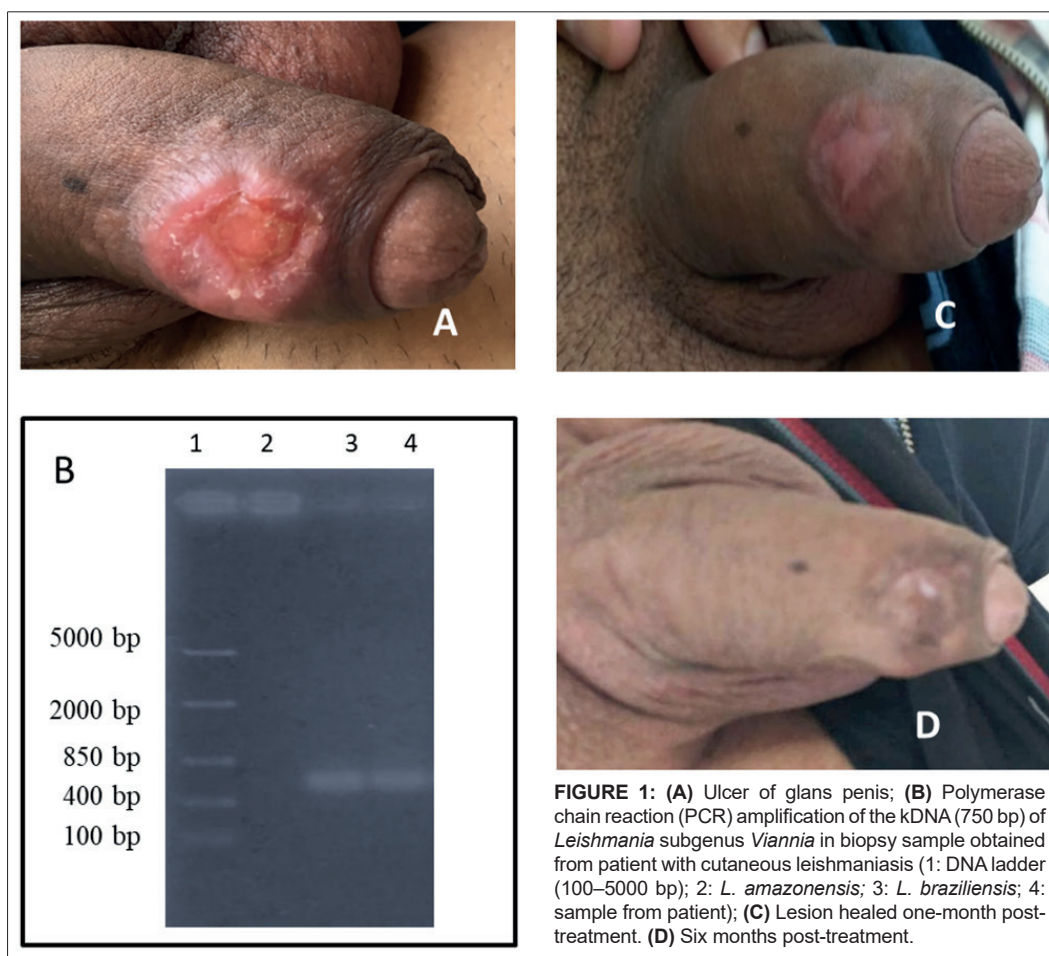 A
C
B
1 2 3 4
5000 bp
2000 bp
850 bp
400 bp
100 bp
D
FIGURE 1: (A) Ulcer of glans penis; (B) Polymerase
chain reaction (PCR) amplification of the kDNA (750 bp) of
Leishmania subgenus Viannia in biopsy sample obtained
from patient with cutaneous leishmaniasis (1: DNA ladder
(100–5000 bp); 2: L. amazonensis; 3: L. braziliensis; 4:
sample from patient); (C) Lesion healed one-month post-
treatment. (D) Six months post-treatment.